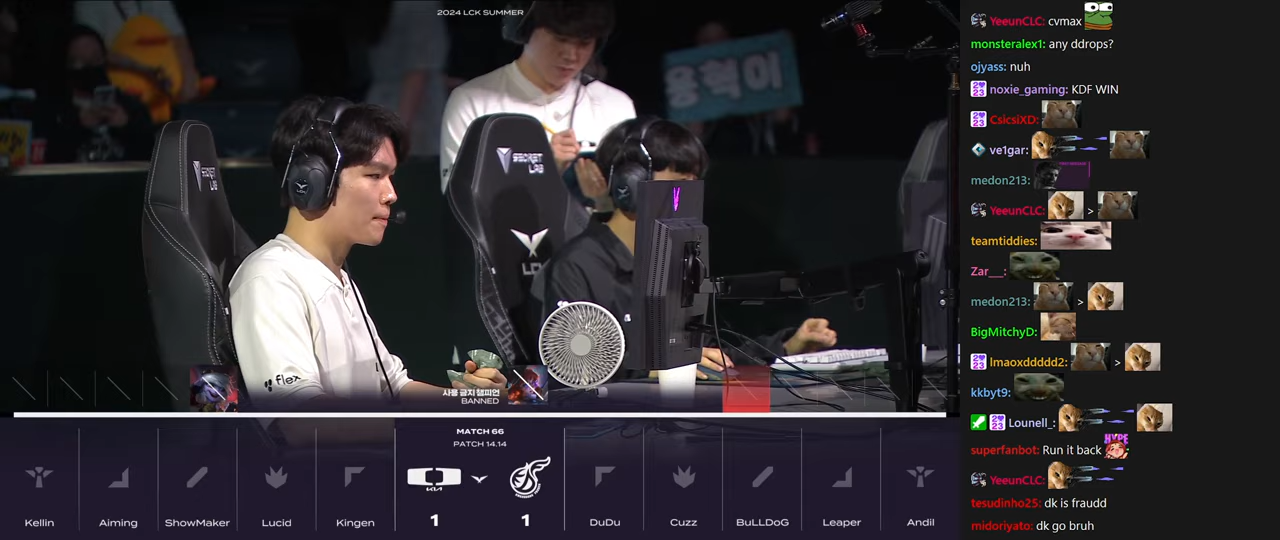 2024 LCK SUMMER
용혁이
SECRET
LAB
SECRET
LAB
flex
사용 금지 챔피언
BANNED
MATCH 66
PATCH 14.14
KIA
1
1
Kellin
Aiming
ShowMaker
Lucid
Kingen
DuDu
Cuzz
BuLLDoG
Leaper
Andil
YeeunCLC: cvmax
monsteralex1: any ddrops?
ojyass: nuh
noxie_gaming: KDF WIN
CsicsiXD:
ve1gar:
medon213:
YeeunCLC: >
teamtiddies:
Zar___:
medon213: >
BigMitchyD:
lmaoxddddd2: >
kkbyt9:
Lounell_:
superfanbot: Run it back HYPE
YeeunCLC:
tesudinho25: dk is fraudd
midoriyato: dk go bruh